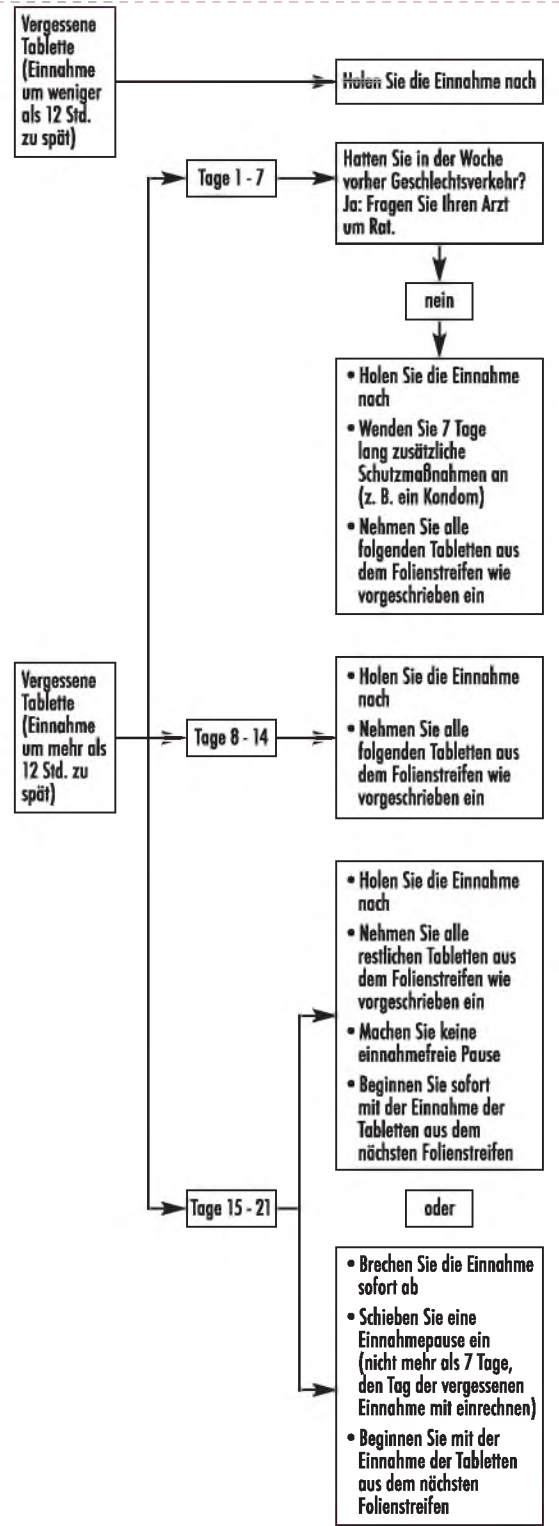 Vergessene
Tablette
(Einnahme
um weniger
als 12 Std.
zu spät)
Holen Sie die Einnahme nach
Tage 1 - 7
Hatten Sie in der Woche
vorher Geschlechtsverkehr?
Ja: Fragen Sie Ihren Arzt
um Rat.
nein
• Holen Sie die Einnahme
nach
• Wenden Sie 7 Tage
lang zusätzliche
Schutzmaßnahmen an
(z. B. ein Kondom)
• Nehmen Sie alle
folgenden Tabletten aus
dem Folienstreifen wie
vorgeschrieben ein
Vergessene
Tablette
(Einnahme
um mehr als
12 Std. zu
spät)
Tage 8 - 14
• Holen Sie die Einnahme
nach
• Nehmen Sie alle
folgenden Tabletten aus
dem Folienstreifen wie
vorgeschrieben ein
Tage 15 - 21
• Holen Sie die Einnahme
nach
• Nehmen Sie alle
restlichen Tabletten aus
dem Folienstreifen wie
vorgeschrieben ein
• Machen Sie keine
einnahmefreie Pause
• Beginnen Sie sofort
mit der Einnahme der
Tabletten aus dem
nächsten Folienstreifen
oder
• Brechen Sie die Einnahme
sofort ab
• Schieben Sie eine
Einnahmepause ein
(nicht mehr als 7 Tage,
den Tag der vergessenen
Einnahme mit einrechnen)
• Beginnen Sie mit der
Einnahme der Tabletten
aus dem nächsten
Folienstreifen